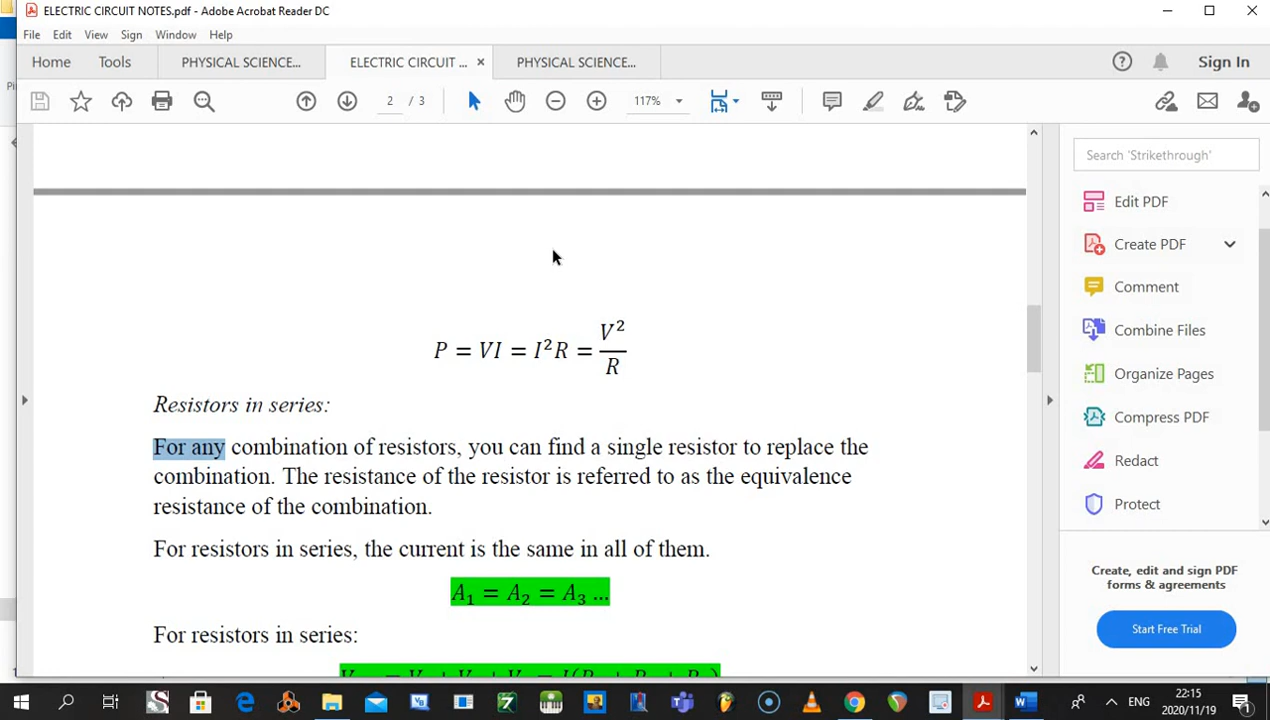 ELECTRIC CIRCUIT NOTES.pdf - Adobe Acrobat Reader DC
File Edit View Sign Window Help
Home Tools PHYSICAL SCIENCE... ELECTRIC CIRCUIT ... × PHYSICAL SCIENCE... Sign In
2 / 3 117%
Search 'Strikethrough'
Edit PDF
Create PDF
Comment
Combine Files
Organize Pages
Compress PDF
Redact
Protect
Create, edit and sign PDF
forms & agreements
Start Free Trial
P = VI = I²R = V²/R
Resistors in series:
For any combination of resistors, you can find a single resistor to replace the
combination. The resistance of the resistor is referred to as the equivalence
resistance of the combination.
For resistors in series, the current is the same in all of them.
A₁ = A₂ = A₃ ...
For resistors in series:
ENG
22:15
2020/11/19